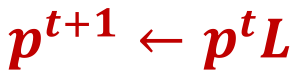 p^{t+1} ← p^t L